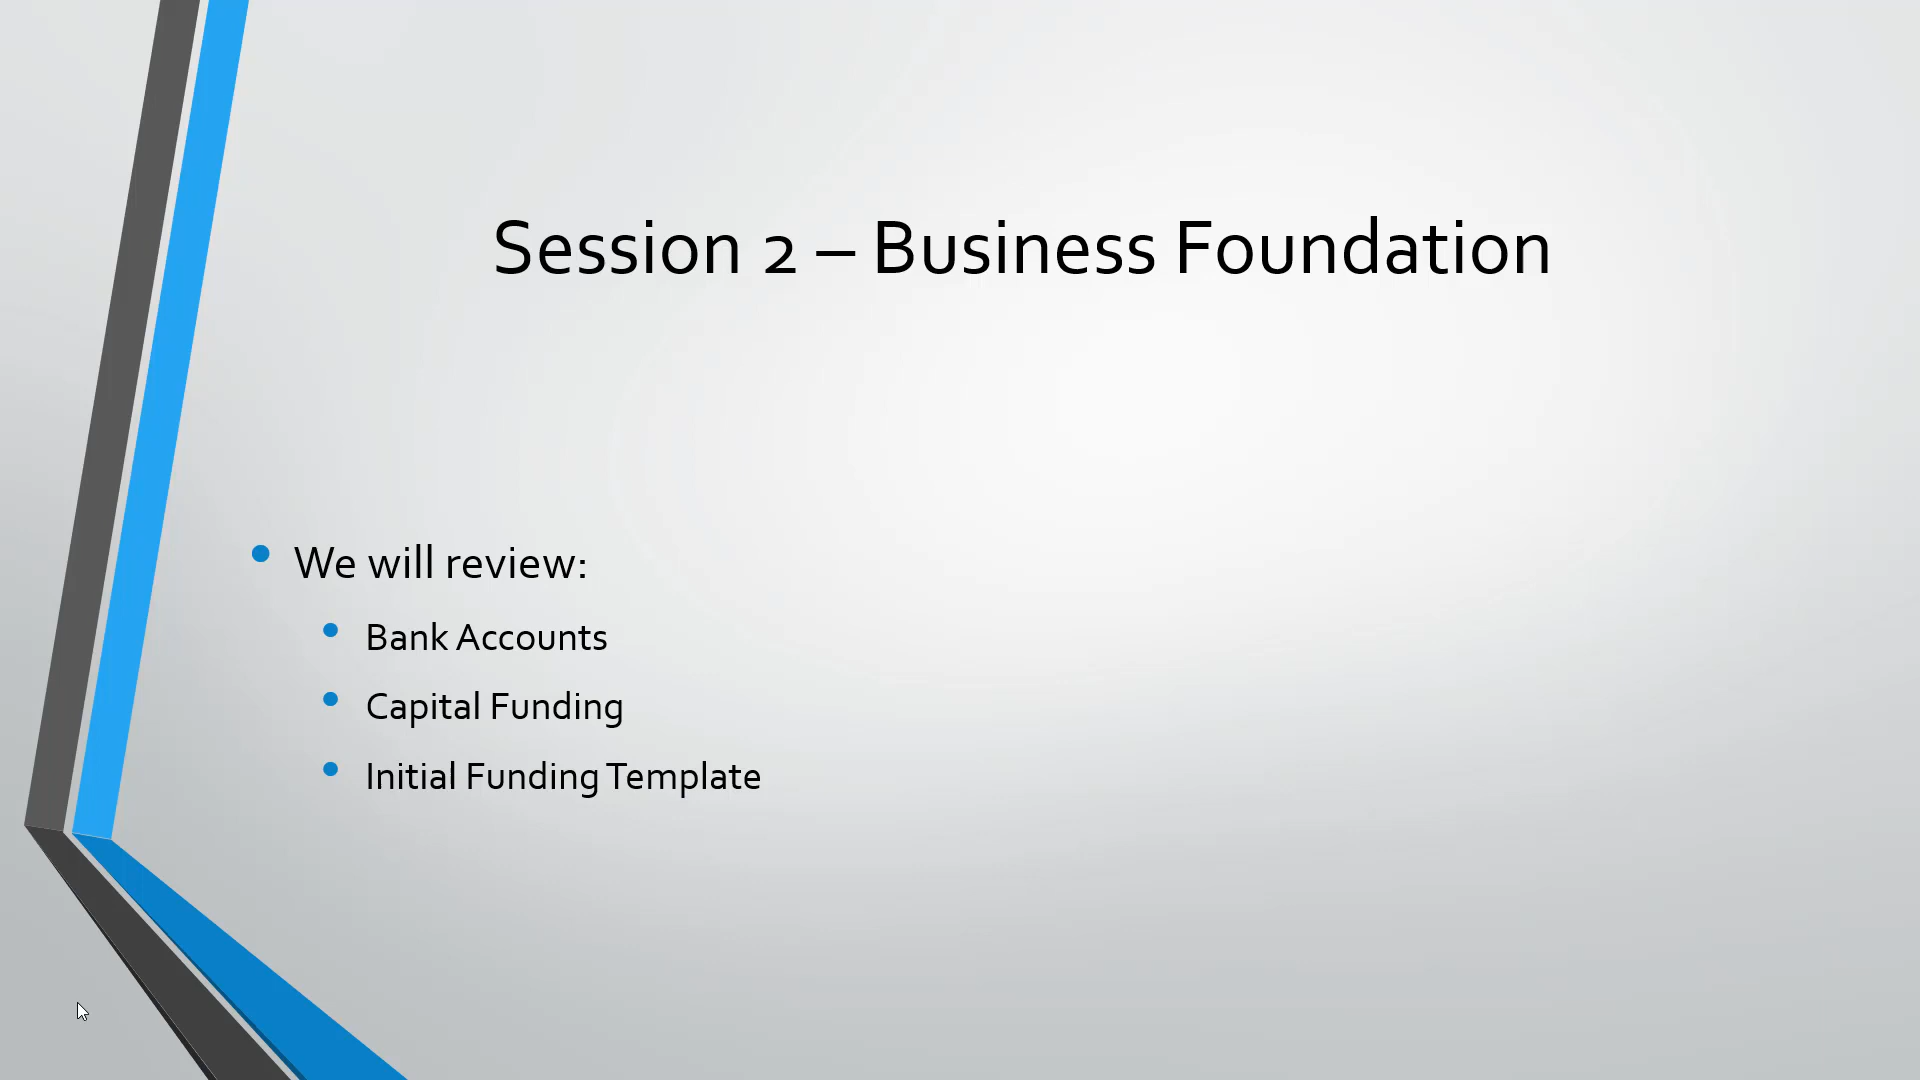 Session 2 – Business Foundation
We will review:
Bank Accounts
Capital Funding
Initial Funding Template